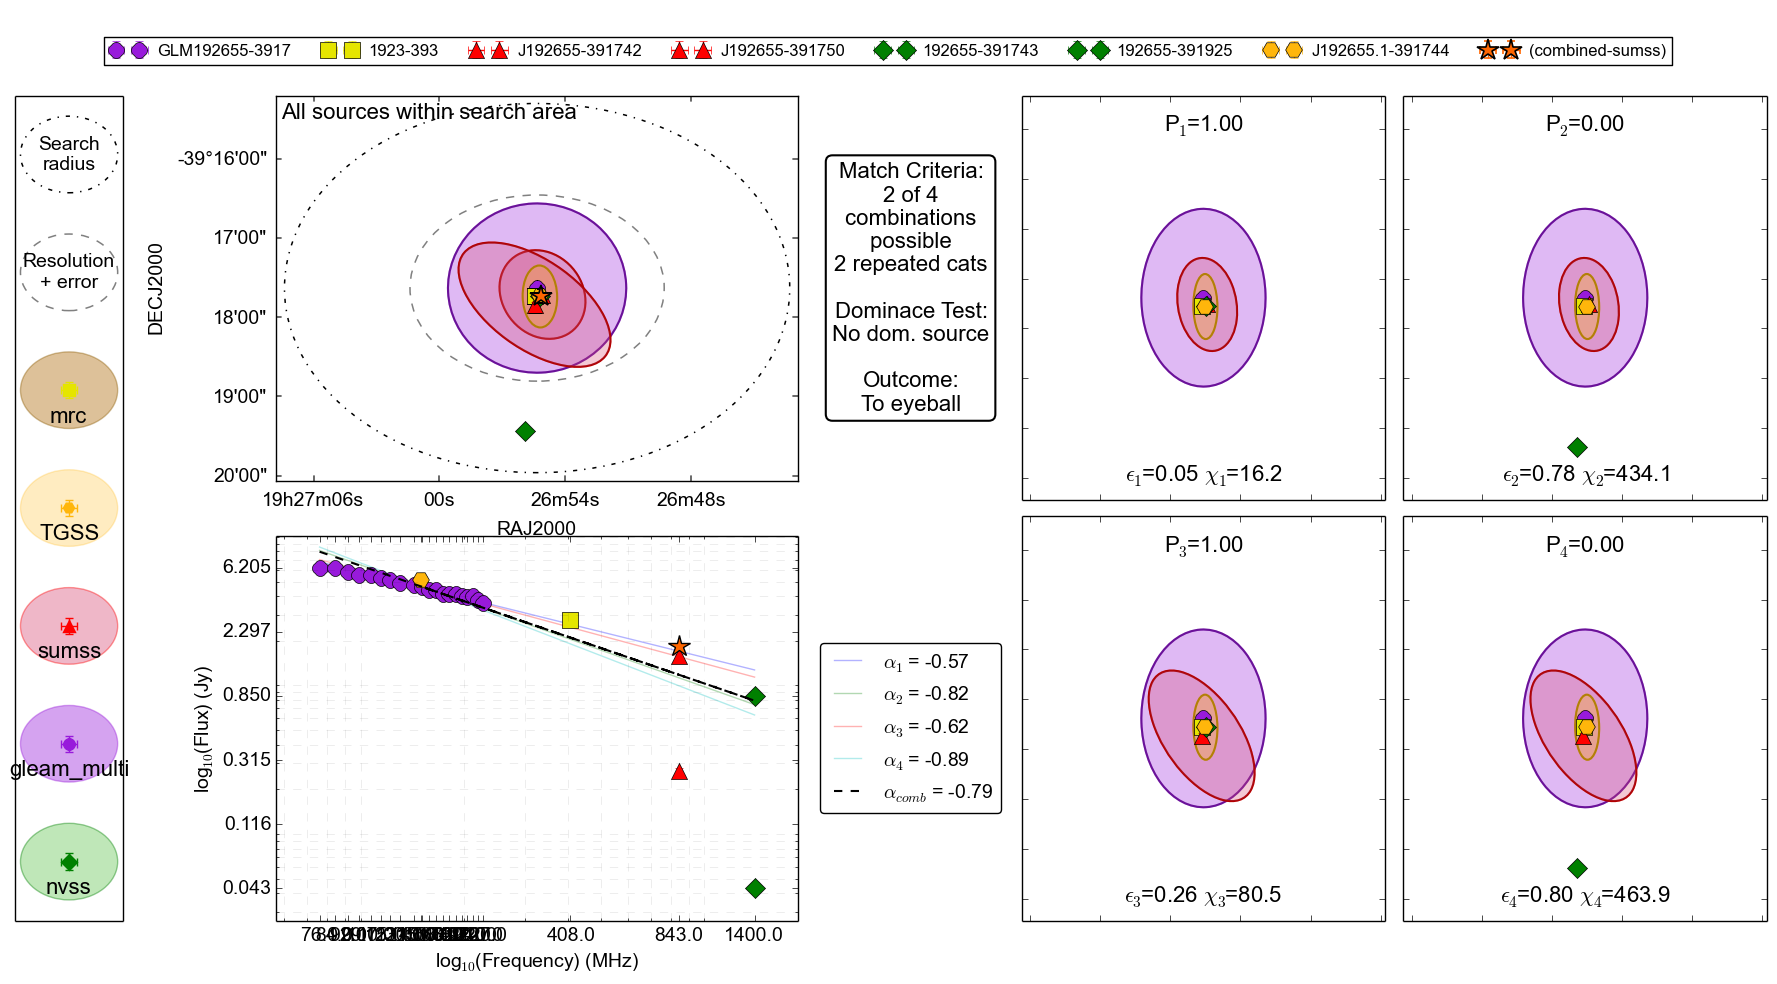 GLM192655-3917 1923-393 J192655-391742 J192655-391750 192655-391743 192655-391925 J192655.1-391744 (combined-sumss)
Search
radius
Resolution
+ error
mrc
TGSS
sumss
gleam_multi
nvss
All sources within search area
DECJ2000
-39°16'00"
17'00"
18'00"
19'00"
20'00"
19h27m06s 00s 26m54s 26m48s
RAJ2000
Match Criteria:
2 of 4
combinations
possible
2 repeated cats
Dominace Test:
No dom. source
Outcome:
To eyeball
P₁=1.00
ϵ₁=0.05 χ₁=16.2
P₂=0.00
ϵ₂=0.78 χ₂=434.1
log₁₀(Flux) (Jy)
6.205
2.297
0.850
0.315
0.116
0.043
408.0 843.0 1400.0
log₁₀(Frequency) (MHz)
α₁ = -0.57
α₂ = -0.82
α₃ = -0.62
α₄ = -0.89
α_comb = -0.79
P₃=1.00
ϵ₃=0.26 χ₃=80.5
P₄=0.00
ϵ₄=0.80 χ₄=463.9